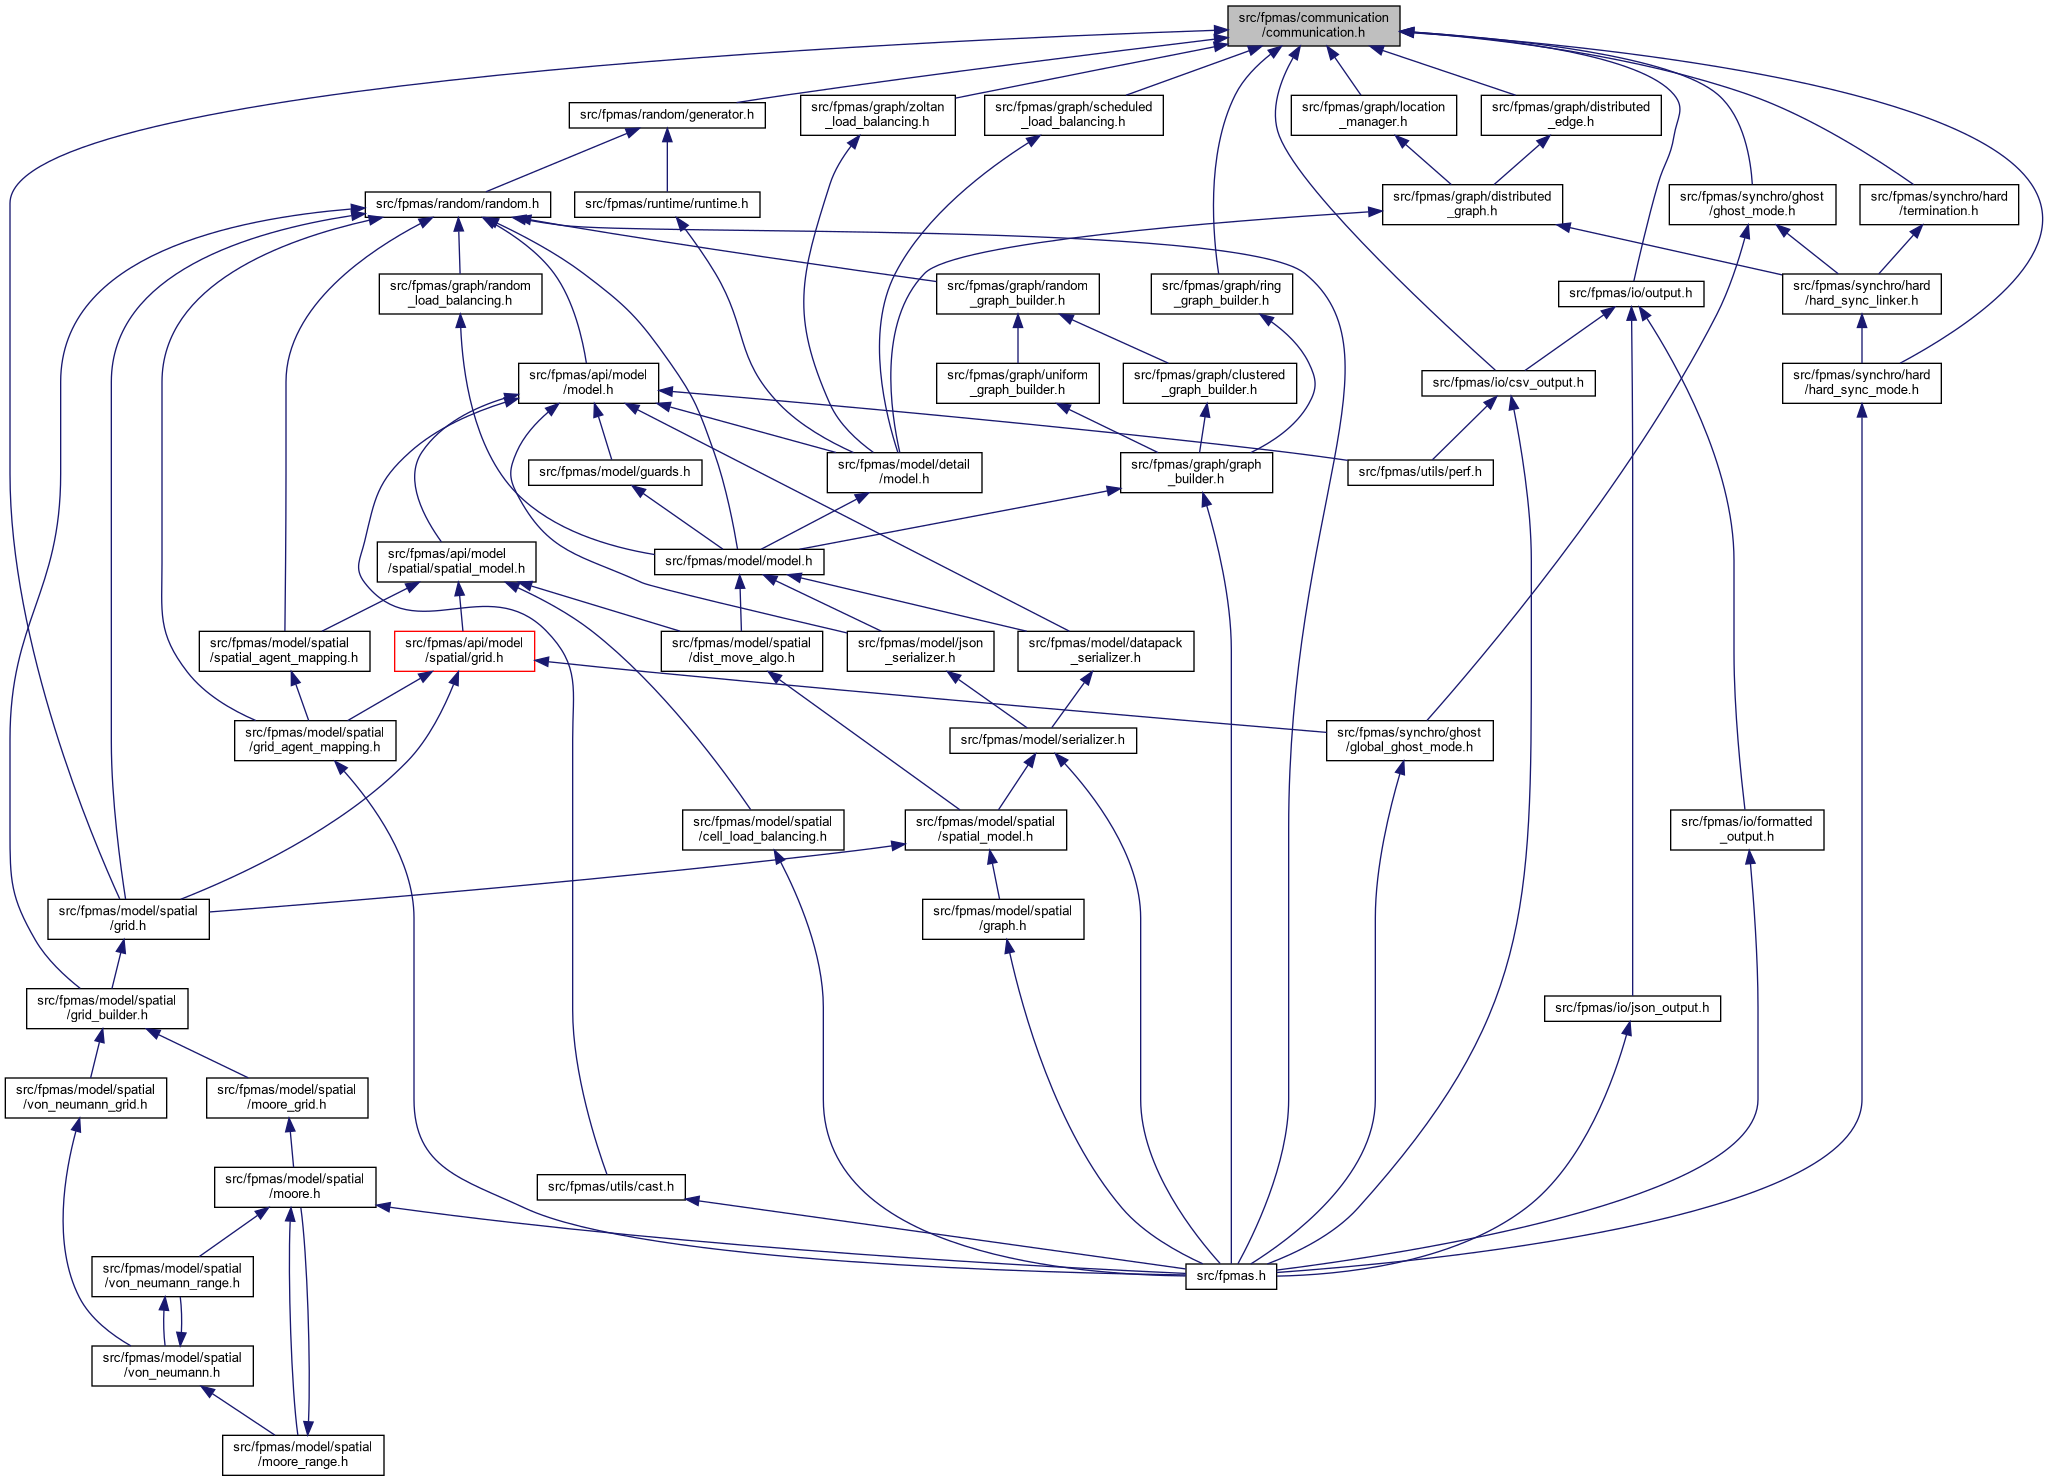 src/fpmas/communication
/communication.h
src/fpmas/random/generator.h
src/fpmas/graph/zoltan
_load_balancing.h
src/fpmas/graph/scheduled
_load_balancing.h
src/fpmas/graph/location
_manager.h
src/fpmas/graph/distributed
_edge.h
src/fpmas/random/random.h
src/fpmas/runtime/runtime.h
src/fpmas/graph/distributed
_graph.h
src/fpmas/synchro/ghost
/ghost_mode.h
src/fpmas/synchro/hard
/termination.h
src/fpmas/graph/random
_load_balancing.h
src/fpmas/graph/random
_graph_builder.h
src/fpmas/graph/ring
_graph_builder.h
src/fpmas/io/output.h
src/fpmas/synchro/hard
/hard_sync_linker.h
src/fpmas/api/model
/model.h
src/fpmas/graph/uniform
_graph_builder.h
src/fpmas/graph/clustered
_graph_builder.h
src/fpmas/io/csv_output.h
src/fpmas/synchro/hard
/hard_sync_mode.h
src/fpmas/model/guards.h
src/fpmas/model/detail
/model.h
src/fpmas/graph/graph
_builder.h
src/fpmas/utils/perf.h
src/fpmas/api/model
/spatial/spatial_model.h
src/fpmas/model/model.h
src/fpmas/model/spatial
/spatial_agent_mapping.h
src/fpmas/api/model
/spatial/grid.h
src/fpmas/model/spatial
/dist_move_algo.h
src/fpmas/model/json
_serializer.h
src/fpmas/model/datapack
_serializer.h
src/fpmas/model/spatial
/grid_agent_mapping.h
src/fpmas/model/serializer.h
src/fpmas/synchro/ghost
/global_ghost_mode.h
src/fpmas/model/spatial
/cell_load_balancing.h
src/fpmas/model/spatial
/spatial_model.h
src/fpmas/io/formatted
_output.h
src/fpmas/model/spatial
/grid.h
src/fpmas/model/spatial
/graph.h
src/fpmas/model/spatial
/grid_builder.h
src/fpmas/io/json_output.h
src/fpmas/model/spatial
/von_neumann_grid.h
src/fpmas/model/spatial
/moore_grid.h
src/fpmas/model/spatial
/moore.h
src/fpmas/utils/cast.h
src/fpmas/model/spatial
/von_neumann_range.h
src/fpmas.h
src/fpmas/model/spatial
/von_neumann.h
src/fpmas/model/spatial
/moore_range.h